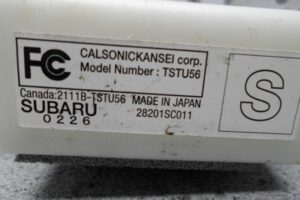 FC
CALSONICKANSEI corp.
Model Number : TSTU56
Canada:2111B-TSTU56 MADE IN JAPAN
SUBARU 28201SC011
0226
S